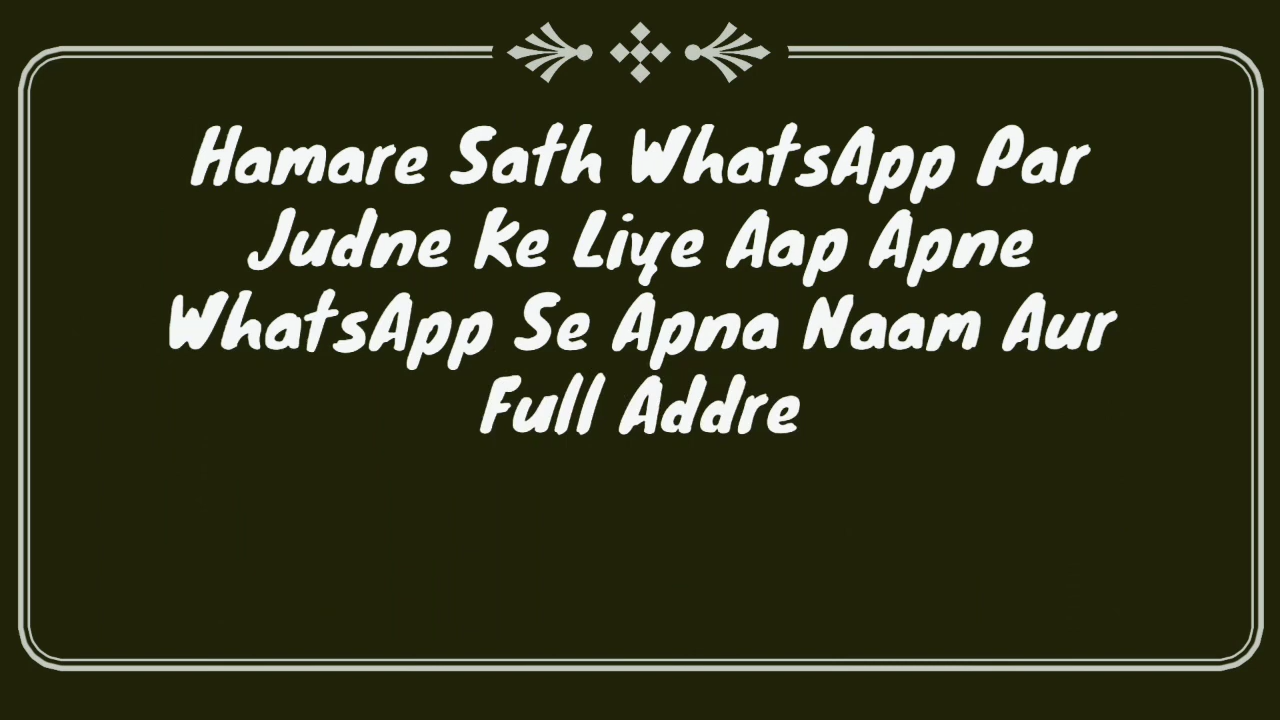 Hamare Sath WhatsApp Par
Judne Ke Liye Aap Apne
WhatsApp Se Apna Naam Aur
Full Addre